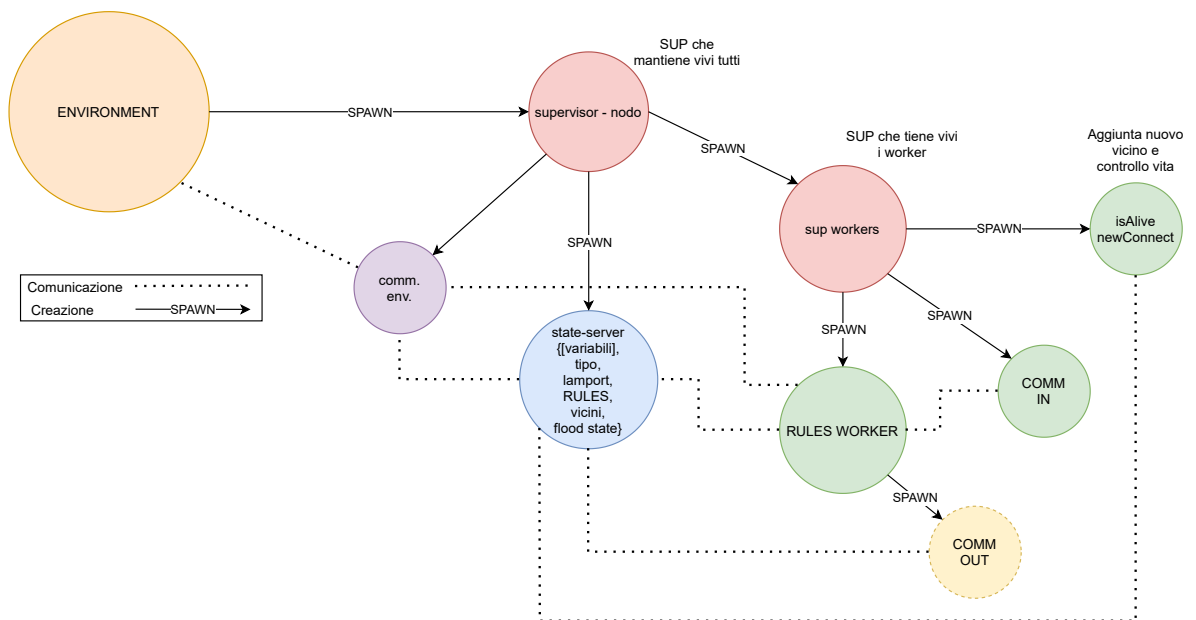 SUP che
mantiene vivi tutti
ENVIRONMENT
SPAWN
supervisor - nodo
SPAWN
SUP che tiene vivi
i worker
Aggiunta nuovo
vicino e
controllo vita
sup workers
SPAWN
isAlive
newConnect
SPAWN
comm.
env.
Comunicazione
Creazione
SPAWN
state-server
{[variabili],
tipo,
lamport,
RULES,
vicini,
flood state}
SPAWN
SPAWN
COMM
IN
RULES WORKER
SPAWN
COMM
OUT